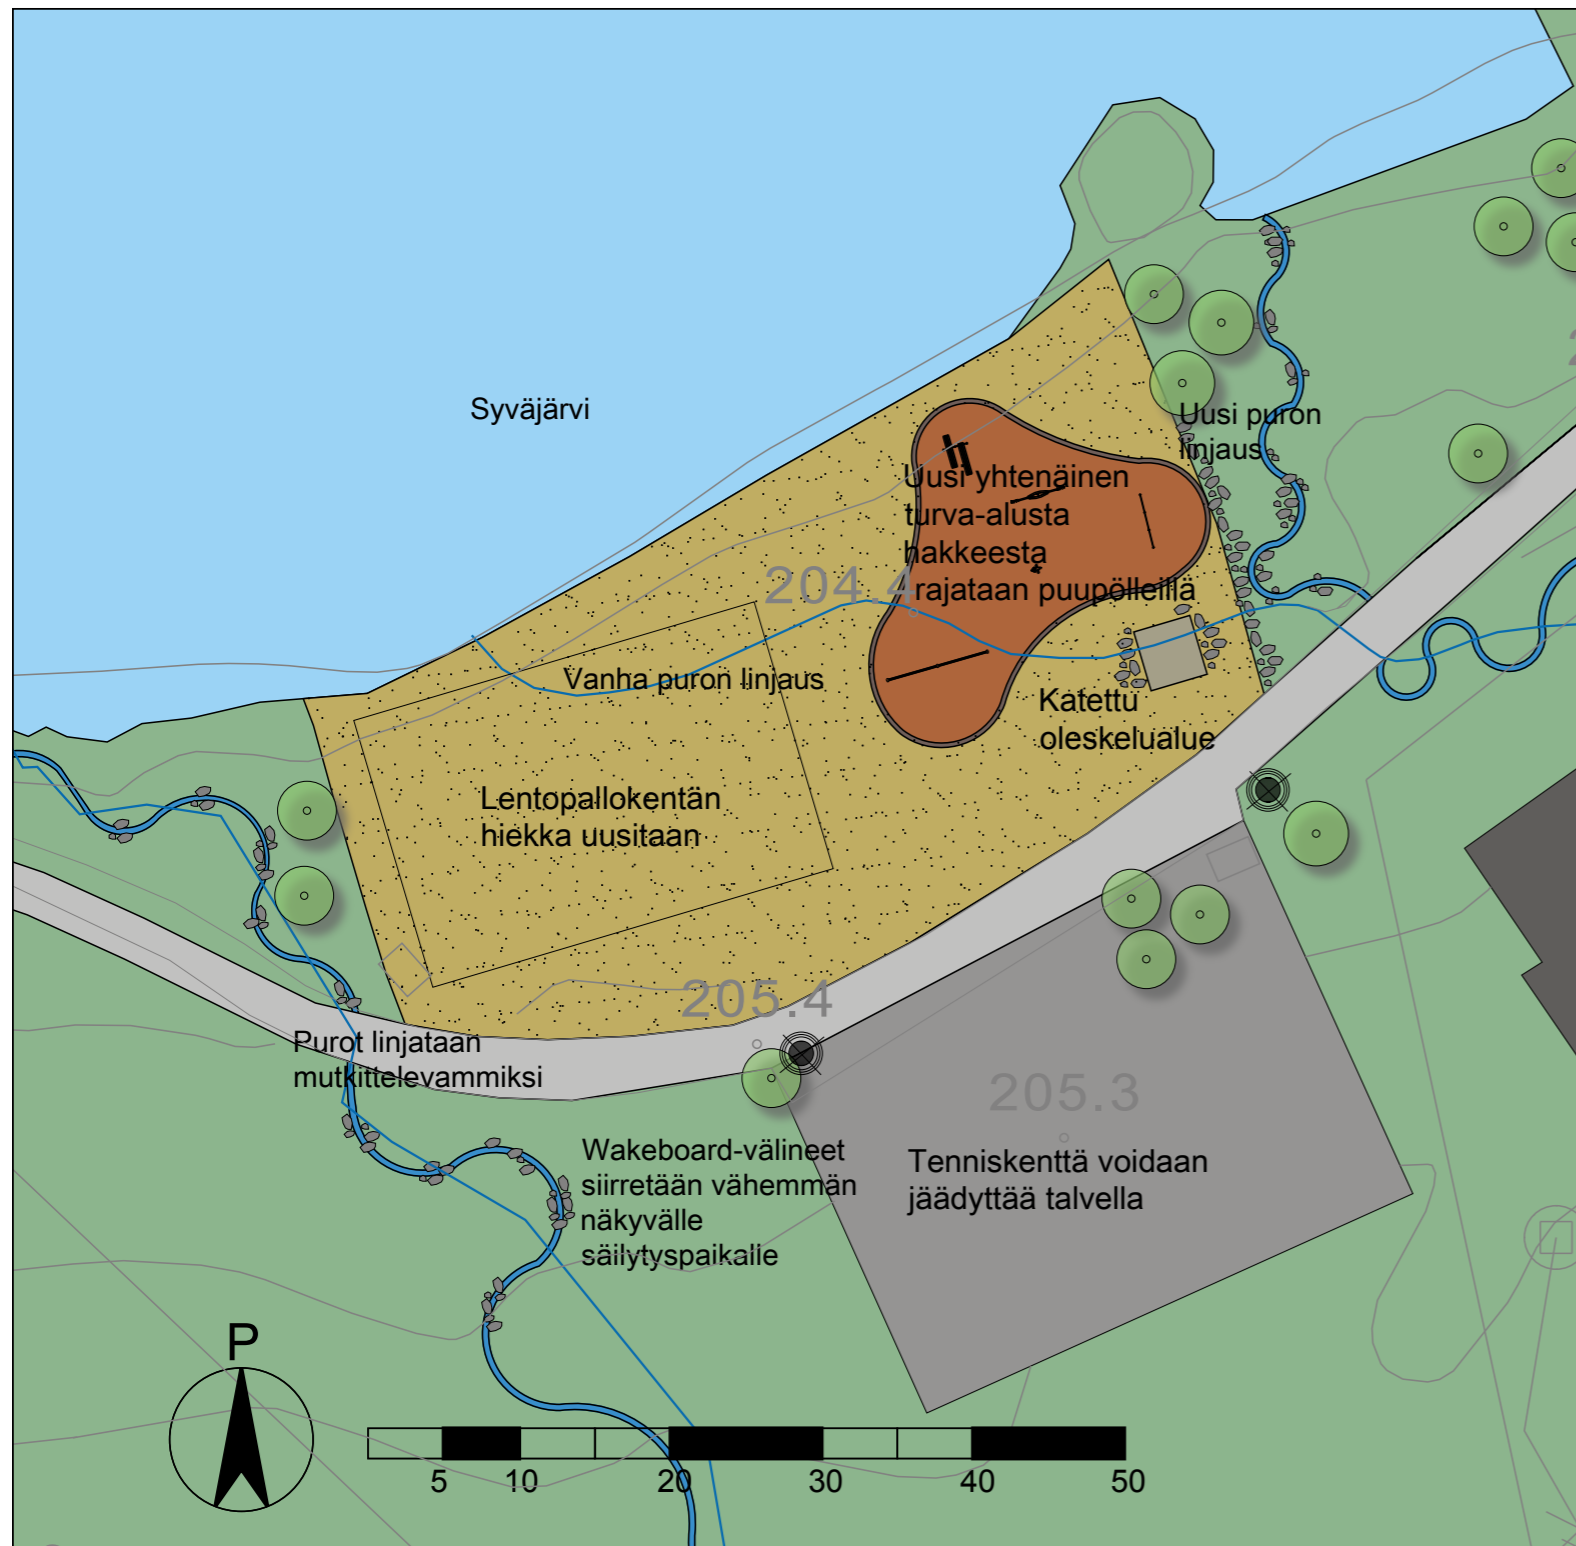 Syväjärvi
Uusi puron
linjaus
Uusi yhtenäinen
turva-alusta
hakkeesta
rajataan puupölleillä
204.4
Vanha puron linjaus
Katettu
oleskelualue
Lentopallokentän
hiekka uusitaan
205.4
Purot linjataan
mutkittelevammiksi
205.3
Wakeboard-välineet
siirretään vähemmän
näkyvälle
säilytyspaikalle
Tenniskenttä voidaan
jäädyttää talvella
P
5 10 20 30 40 50